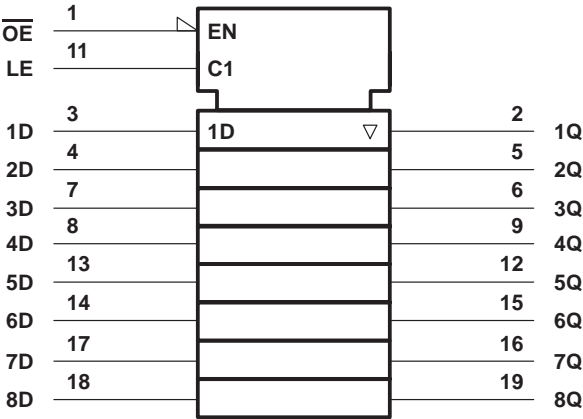 OE 1 EN
LE 11 C1
1D 3 1D ▽ 2 1Q
2D 4 5 2Q
3D 7 6 3Q
4D 8 9 4Q
5D 13 12 5Q
6D 14 15 6Q
7D 17 16 7Q
8D 18 19 8Q